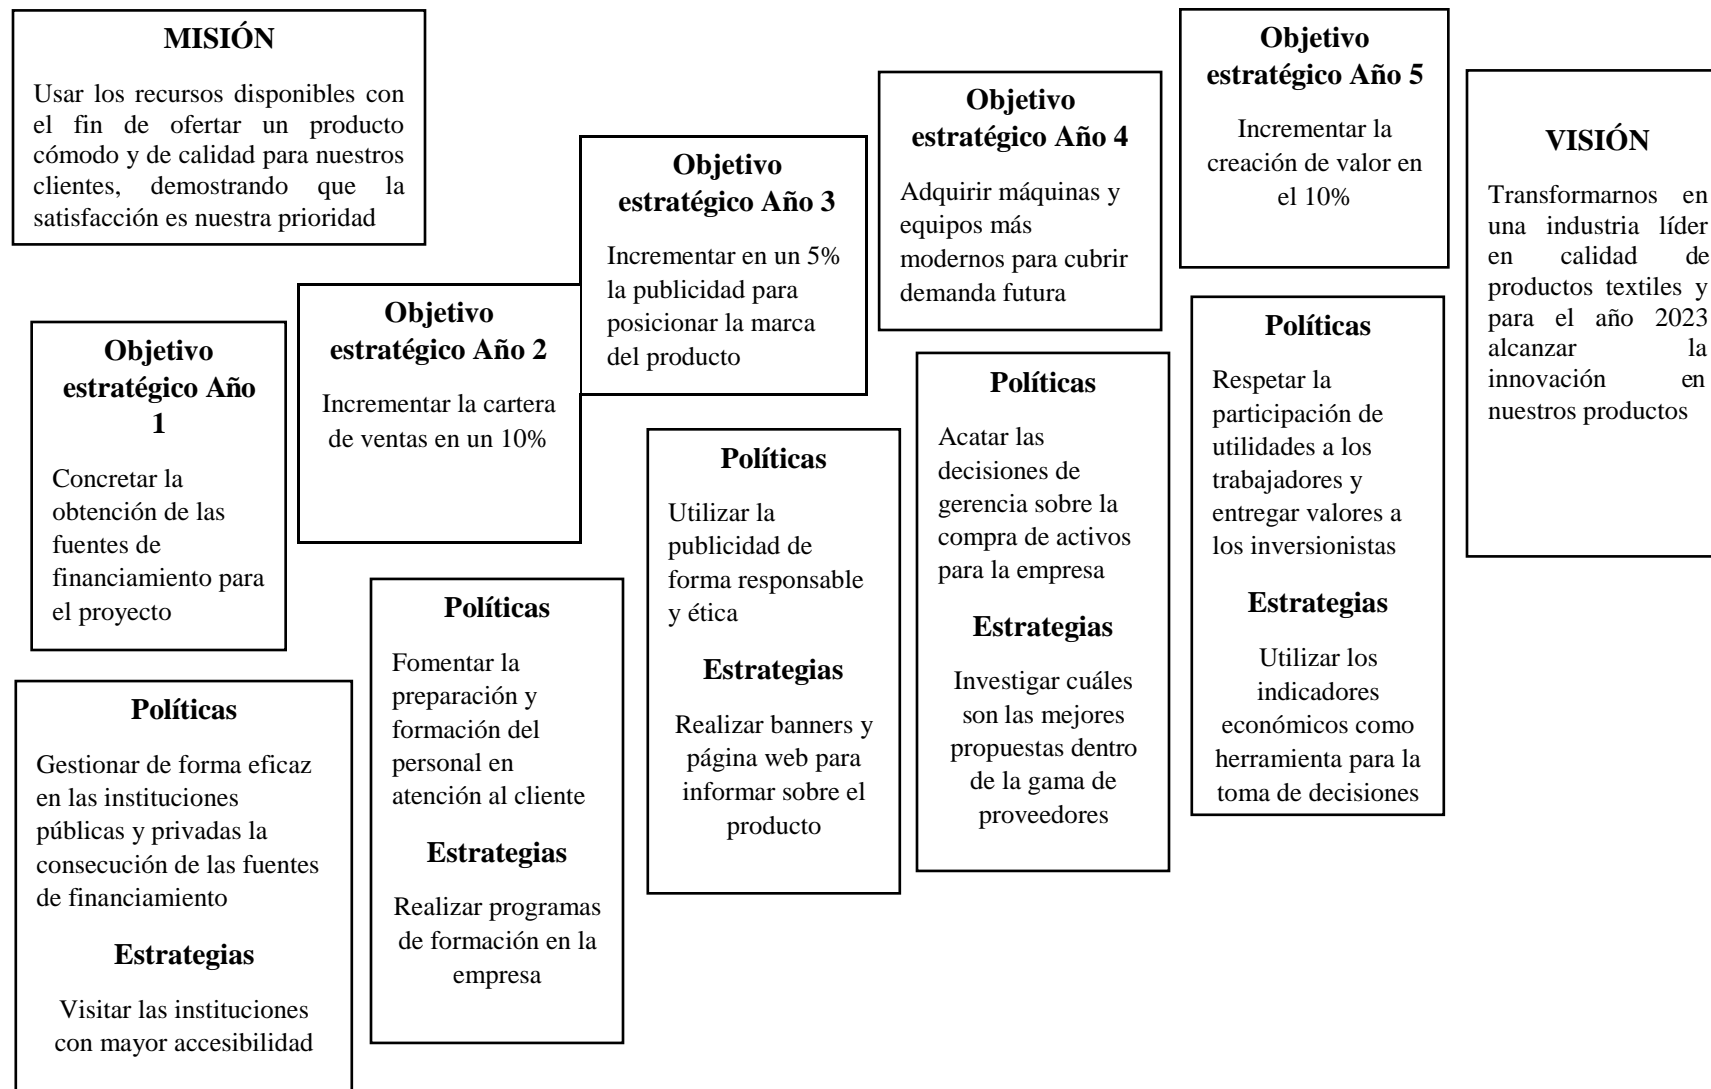 MISIÓN
Usar los recursos disponibles con
el fin de ofertar un producto
cómodo y de calidad para nuestros
clientes, demostrando que la
satisfacción es nuestra prioridad
Objetivo
estratégico Año
1
Concretar la
obtención de las
fuentes de
financiamiento para
el proyecto
Políticas
Gestionar de forma eficaz
en las instituciones
públicas y privadas la
consecución de las fuentes
de financiamiento
Estrategias
Visitar las instituciones
con mayor accesibilidad
Objetivo
estratégico Año 2
Incrementar la cartera
de ventas en un 10%
Políticas
Fomentar la
preparación y
formación del
personal en
atención al cliente
Estrategias
Realizar programas
de formación en la
empresa
Objetivo
estratégico Año 3
Incrementar en un 5%
la publicidad para
posicionar la marca
del producto
Políticas
Utilizar la
publicidad de
forma responsable
y ética
Estrategias
Realizar banners y
página web para
informar sobre el
producto
Objetivo
estratégico Año 4
Adquirir máquinas y
equipos más
modernos para cubrir
demanda futura
Políticas
Acatar las
decisiones de
gerencia sobre la
compra de activos
para la empresa
Estrategias
Investigar cuáles
son las mejores
propuestas dentro
de la gama de
proveedores
Objetivo
estratégico Año 5
Incrementar la
creación de valor en
el 10%
Políticas
Respetar la
participación de
utilidades a los
trabajadores y
entregar valores a
los inversionistas
Estrategias
Utilizar los
indicadores
económicos como
herramienta para la
toma de decisiones
VISIÓN
Transformarnos en
una industria líder
en calidad de
productos textiles y
para el año 2023
alcanzar la
innovación en
nuestros productos